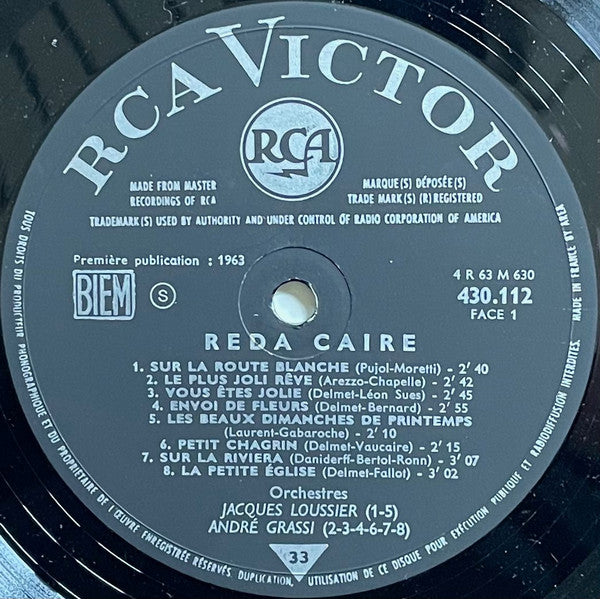 RCA VICTOR
RCA
MADE FROM MASTER
RECORDINGS OF RCA
MARQUE(S) DÉPOSÉE(S)
TRADE MARK(S) (R) REGISTERED
TRADEMARK(S) USED BY AUTHORITY AND UNDER CONTROL OF RADIO CORPORATION OF AMERICA
Première publication : 1963
BIEM
S
4 R 63 M 630
430.112
FACE 1
REDA CAIRE
1. SUR LA ROUTE BLANCHE (Pujol-Moretti) - 2' 40
2. LE PLUS JOLI RÊVE (Arezzo-Chapelle) - 2' 42
3. VOUS ÊTES JOLIE (Delmet-Léon Sues) - 2' 45
4. ENVOI DE FLEURS (Delmet-Bernard) - 2' 55
5. LES BEAUX DIMANCHES DE PRINTEMPS
(Laurent-Gabaroche) - 2' 10
6. PETIT CHAGRIN (Delmet-Vaucaire) - 2' 15
7. SUR LA RIVIERA (Daniderff-Bertol-Ronn) - 3' 07
8. LA PETITE ÉGLISE (Delmet-Fallot) - 3' 02
Orchestres
JACQUES LOUSSIER (1-5)
ANDRÉ GRASSI (2-3-4-6-7-8)
33
TOUS DROITS DU PRODUCTEUR PHONOGRAPHIQUE ET DU PROPRIÉTAIRE DE L'ŒUVRE ENREGISTRÉE RÉSERVÉS. DUPLICATION, UTILISATION DE CE DISQUE POUR EXÉCUTION PUBLIQUE ET RADIODIFFUSION INTERDITES. MADE IN FRANCE BY AREA